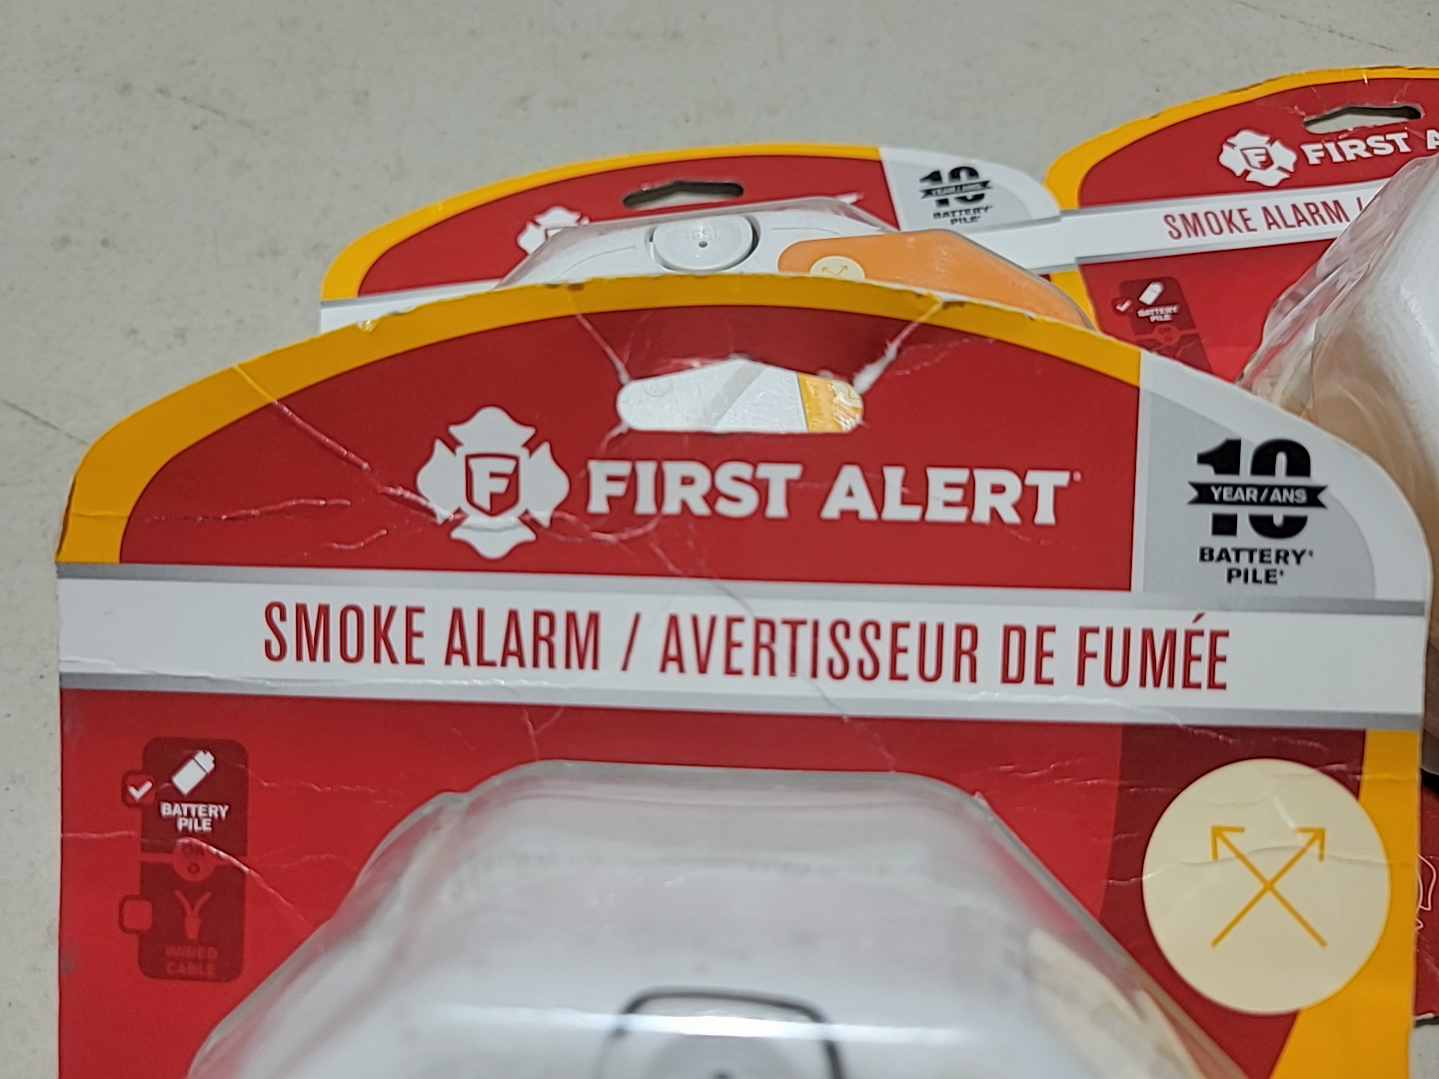 10
YEAR/ANS
BATTERY*
PILE*
FIRST A
SMOKE ALARM /
BATTERY
PILE
F FIRST ALERT
10
YEAR/ANS
BATTERY*
PILE*
SMOKE ALARM / AVERTISSEUR DE FUMÉE
BATTERY
PILE
OR
O
WIRED
CABLE